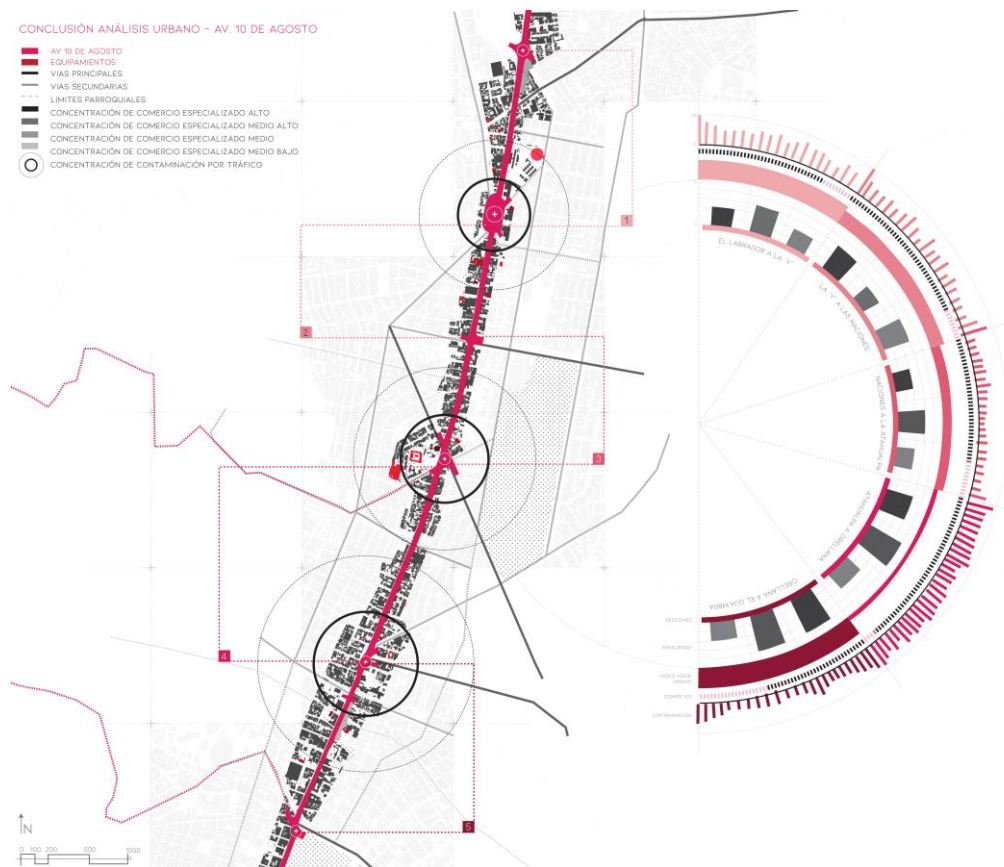 CONCLUSIÓN ANÁLISIS URBANO - AV. 10 DE AGOSTO
AV 10 DE AGOSTO
EQUIPAMIENTOS
VIAS PRINCIPALES
VIAS SECUNDARIAS
LIMITES PARROQUIALES
CONCENTRACIÓN DE COMERCIO ESPECIALIZADO ALTO
CONCENTRACIÓN DE COMERCIO ESPECIALIZADO MEDIO ALTO
CONCENTRACIÓN DE COMERCIO ESPECIALIZADO MEDIO
CONCENTRACIÓN DE COMERCIO ESPECIALIZADO MEDIO BAJO
CONCENTRACIÓN DE CONTAMINACIÓN POR TRÁFICO
1
2
3
4
5
EL LABRADOR A LA "Y"
LA "Y" A LAS NACIONES
NACIONES A LA ATAHUALPA
ATAHUALPA A ORELLANA
ORELLANA A EL GUAMBRA
SECCIONES
INSEGURIDAD
INDICE VERDE
URBANO
COMERCIOS
CONTAMINACIÓN
N
0 100 200 500 1000